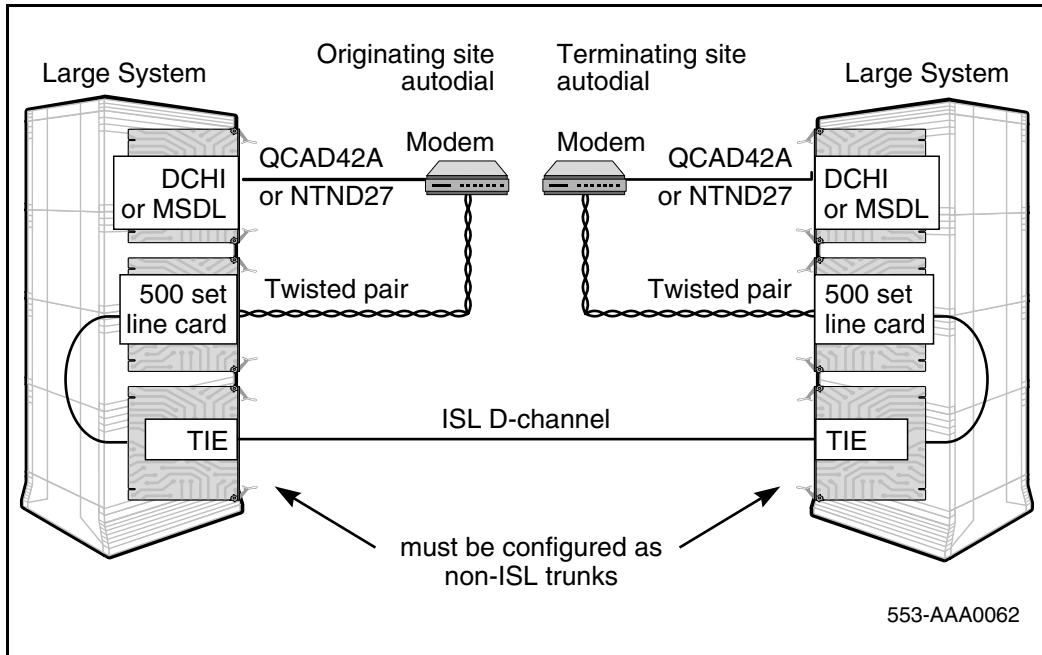 Originating site
autodial
Terminating site
autodial
Large System
Large System
Modem
Modem
QCAD42A
or NTND27
QCAD42A
or NTND27
DCHI
or MSDL
DCHI
or MSDL
Twisted pair
Twisted pair
500 set
line card
500 set
line card
ISL D-channel
TIE
TIE
must be configured as
non-ISL trunks
553-AAA0062